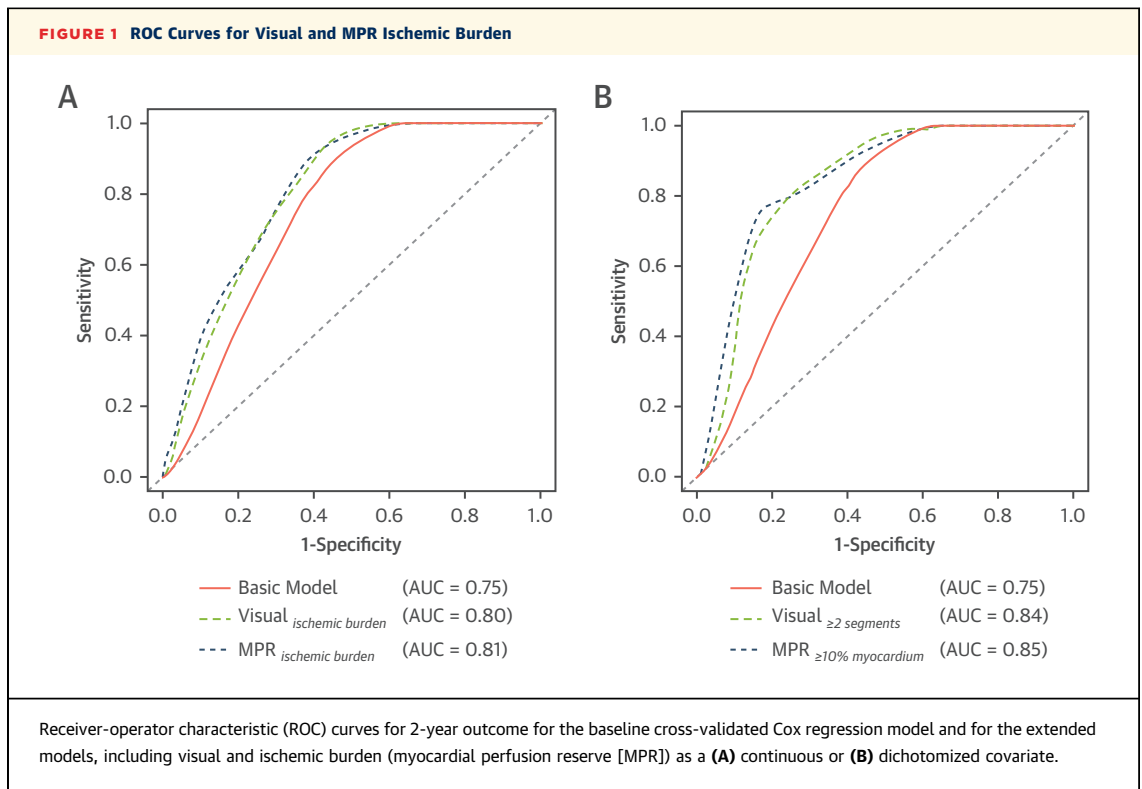 FIGURE 1 ROC Curves for Visual and MPR Ischemic Burden
A
1.0
0.8
0.6
0.4
0.2
0.0
Sensitivity
0.0 0.2 0.4 0.6 0.8 1.0
1-Specificity
Basic Model (AUC = 0.75)
Visual ischemic burden (AUC = 0.80)
MPR ischemic burden (AUC = 0.81)
B
1.0
0.8
0.6
0.4
0.2
0.0
Sensitivity
0.0 0.2 0.4 0.6 0.8 1.0
1-Specificity
Basic Model (AUC = 0.75)
Visual ≥2 segments (AUC = 0.84)
MPR ≥10% myocardium (AUC = 0.85)
Receiver-operator characteristic (ROC) curves for 2-year outcome for the baseline cross-validated Cox regression model and for the extended
models, including visual and ischemic burden (myocardial perfusion reserve [MPR]) as a (A) continuous or (B) dichotomized covariate.